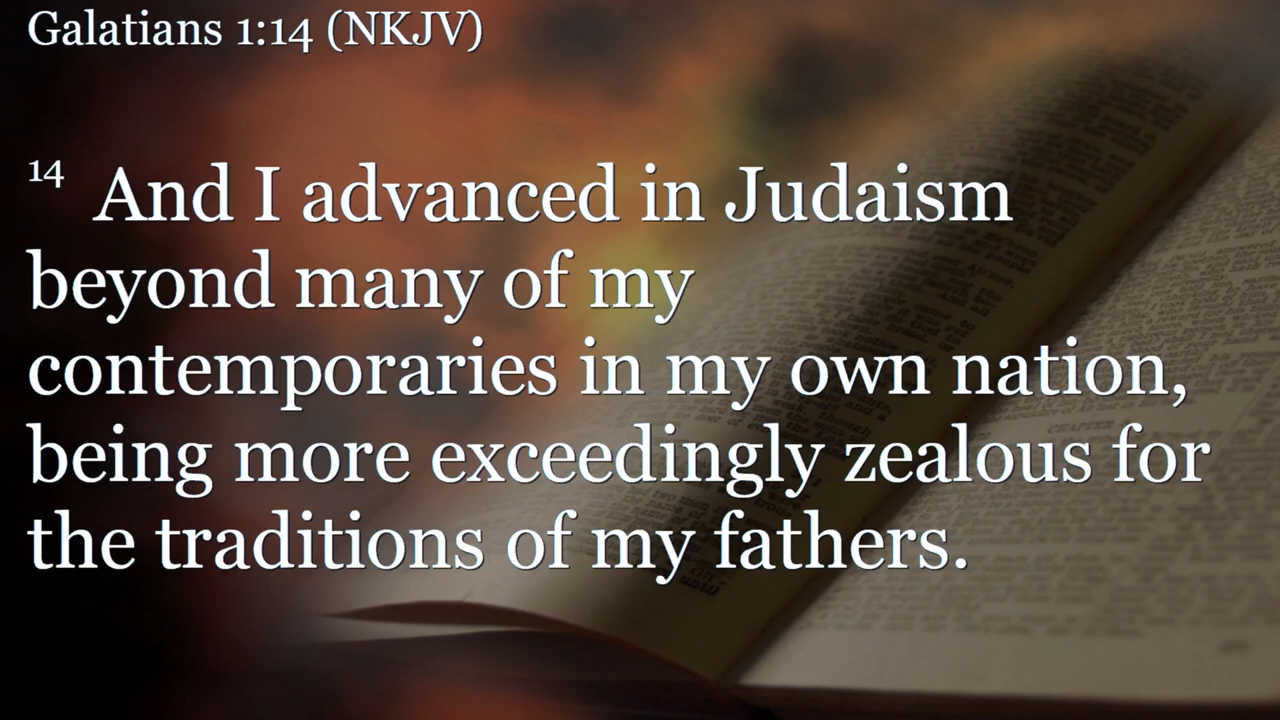 Galatians 1:14 (NKJV)
14 And I advanced in Judaism
beyond many of my
contemporaries in my own nation,
being more exceedingly zealous for
the traditions of my fathers.
CHAPTER